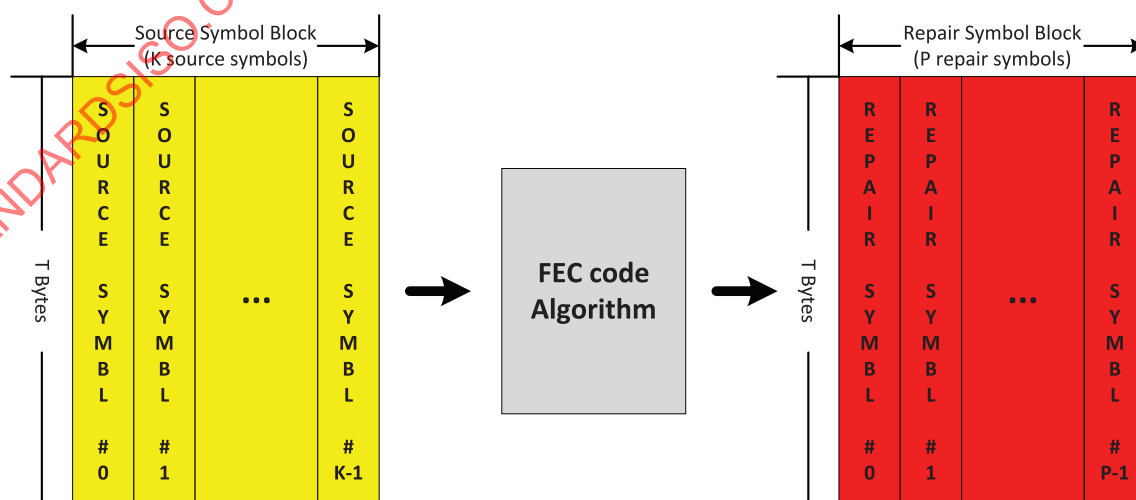 Source Symbol Block
(K source symbols)
Repair Symbol Block
(P repair symbols)
T Bytes
SOURCE SYMBL #0
SOURCE SYMBL #1
...
SOURCE SYMBL #K-1
FEC code
Algorithm
T Bytes
REPAIR SYMBL #0
REPAIR SYMBL #1
...
REPAIR SYMBL #P-1
NDARDSISO.C